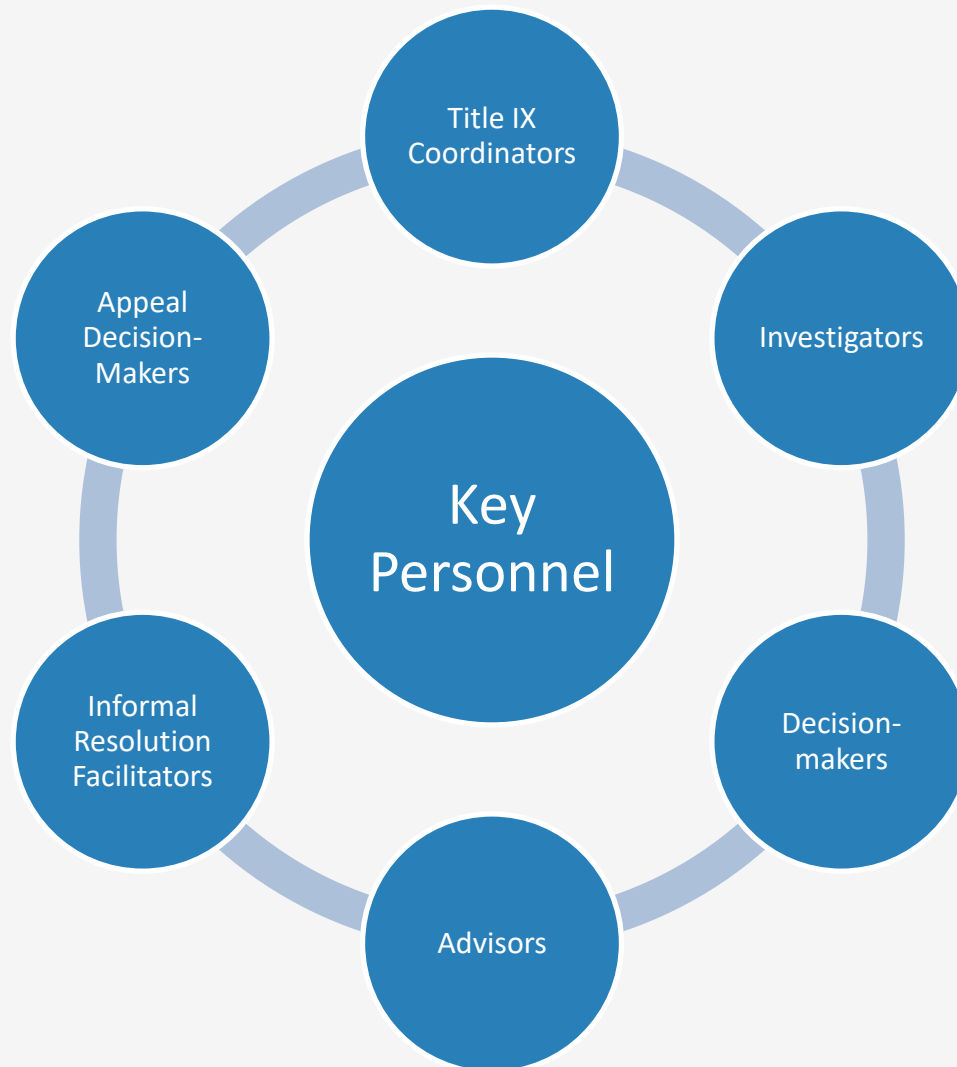 Title IX
Coordinators
Investigators
Decision-
makers
Advisors
Informal
Resolution
Facilitators
Appeal
Decision-
Makers
Key
Personnel